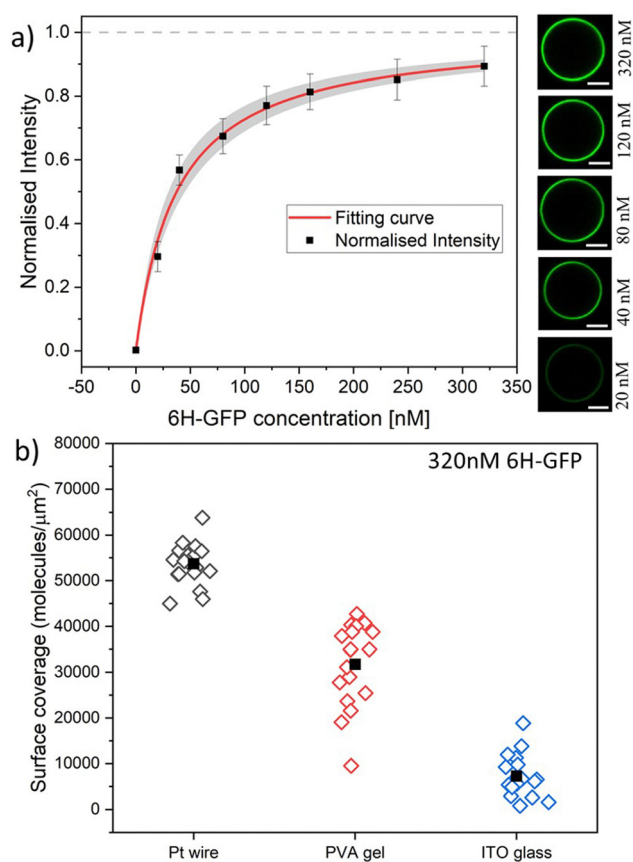 a)
1.0
0.8
0.6
0.4
0.2
0.0
Normalised Intensity
Fitting curve
Normalised Intensity
-50
0
50
100
150
200
250
300
350
6H-GFP concentration [nM]
320 nM
120 nM
80 nM
40 nM
20 nM
b)
320nM 6H-GFP
80000
70000
60000
50000
40000
30000
20000
10000
0
Surface coverage (molecules/μm²)
Pt wire
PVA gel
ITO glass